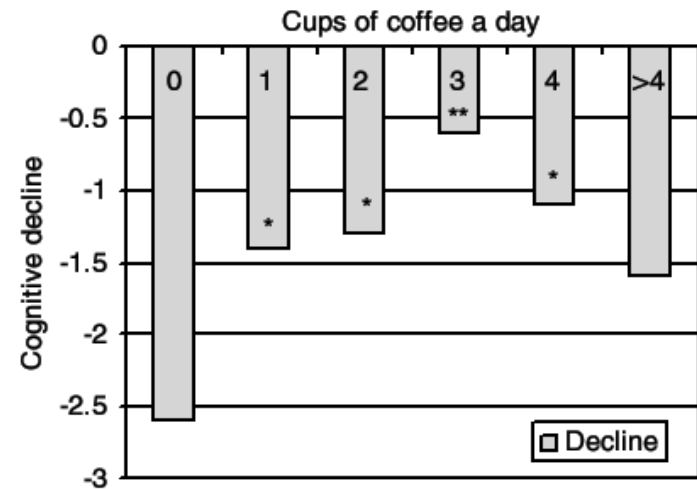 Cups of coffee a day
0
-0.5
-1
-1.5
-2
-2.5
-3
Cognitive decline
0 1 2 3 4 >4
* * ** *
Decline